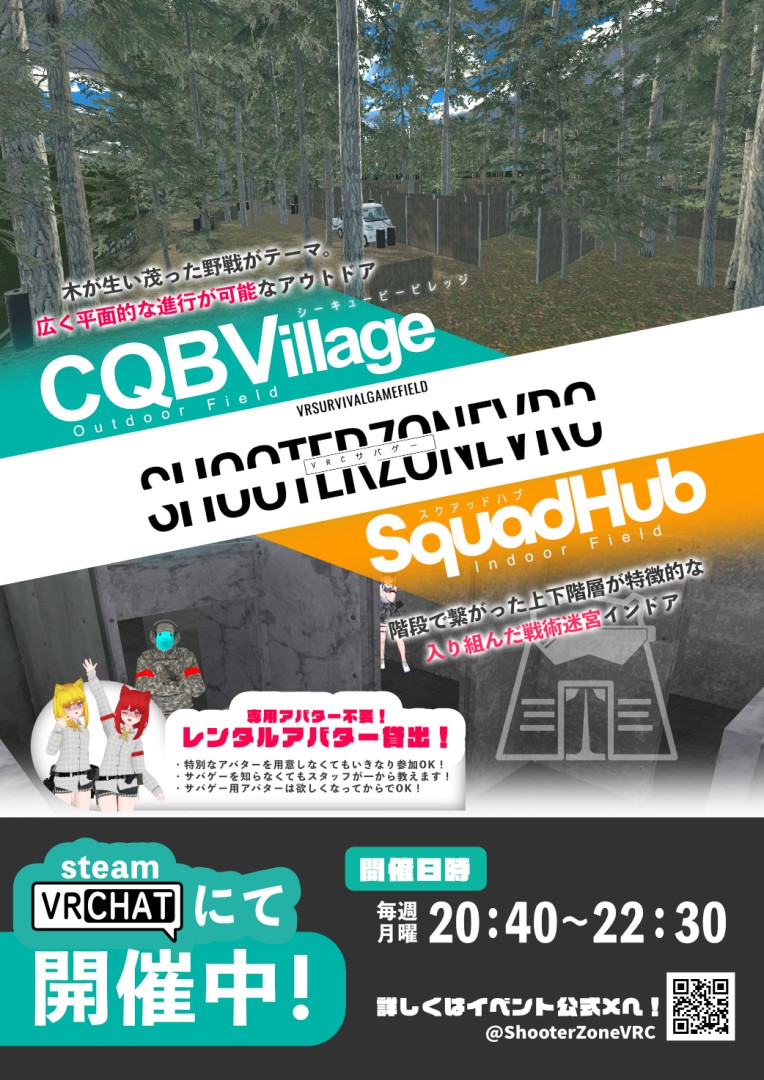 木が生い茂った野戦がテーマ。
広く平面的な進行が可能なアウトドア
シーキュービービレッジ
CQBVillage
Outdoor Field
VRSURVIVALGAMEFIELD
SHOOTERZONEVRC
VRCサバゲー
スクアッドハブ
SquadHub
Indoor Field
階段で繋がった上下階層が特徴的な
入り組んだ戦術迷宮インドア
専用アバター不要！
レンタルアバター貸出！
・特別なアバターを用意しなくてもいきなり参加OK！
・サバゲーを知らなくてもスタッフが一から教えます！
・サバゲー用アバターは欲しくなってからでOK！
steam
VRCHATにて
開催中!
開催日時
毎週
月曜 20:40~22:30
詳しくはイベント公式Xへ！
@ShooterZoneVRC